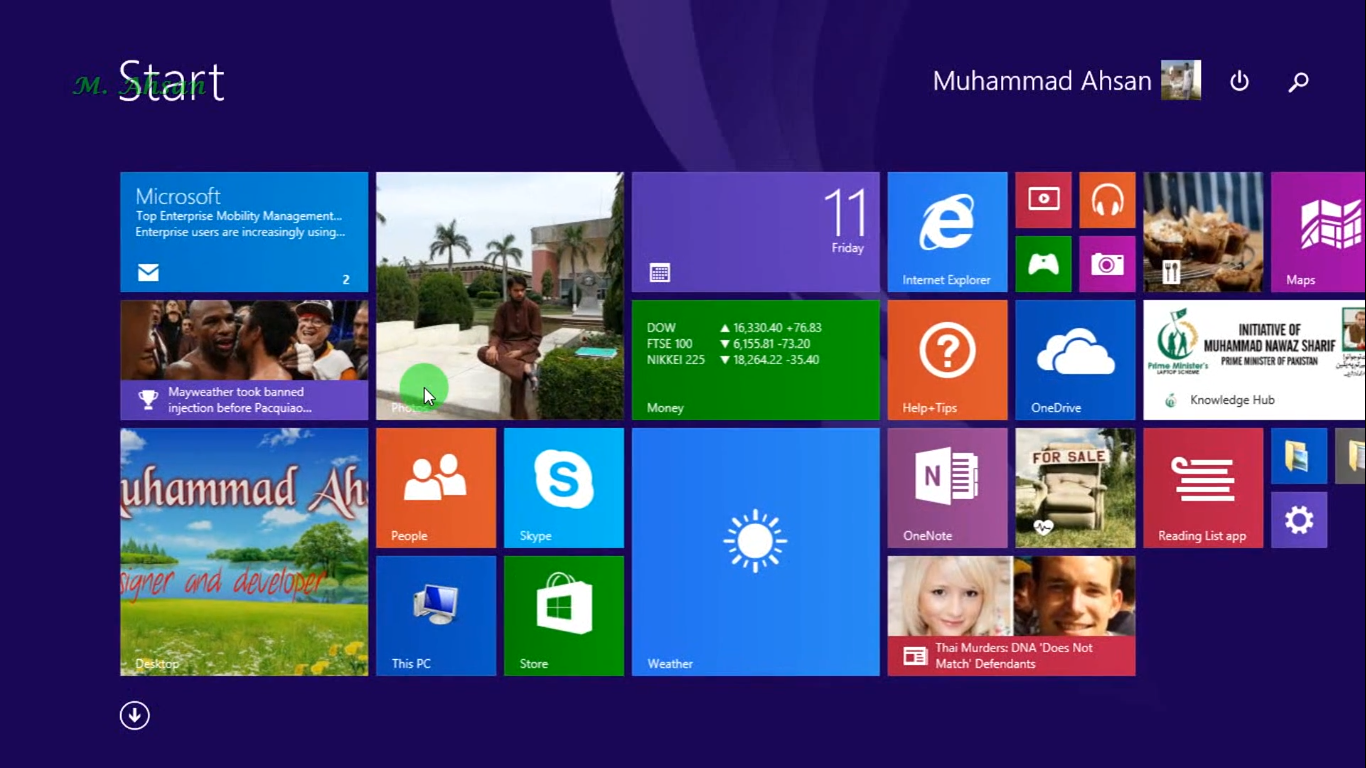 Start
M. Ahsan
Muhammad Ahsan
Microsoft
Top Enterprise Mobility Management...
Enterprise users are increasingly using...
2
11
Friday
Internet Explorer
Maps
Mayweather took banned
injection before Pacquiao...
Photos
DOW ▲ 16,330.40 +76.83
FTSE 100 ▼ 6,155.81 -73.20
NIKKEI 225 ▼ 18,264.22 -35.40
Money
Help+Tips
OneDrive
INITIATIVE OF
MUHAMMAD NAWAZ SHARIF
PRIME MINISTER OF PAKISTAN
Prime Minister's
LAPTOP SCHEME
Knowledge Hub
uhammad Ah
signer and developer
Desktop
People
Skype
This PC
Store
Weather
OneNote
FOR SALE
Reading List app
Thai Murders: DNA 'Does Not
Match' Defendants